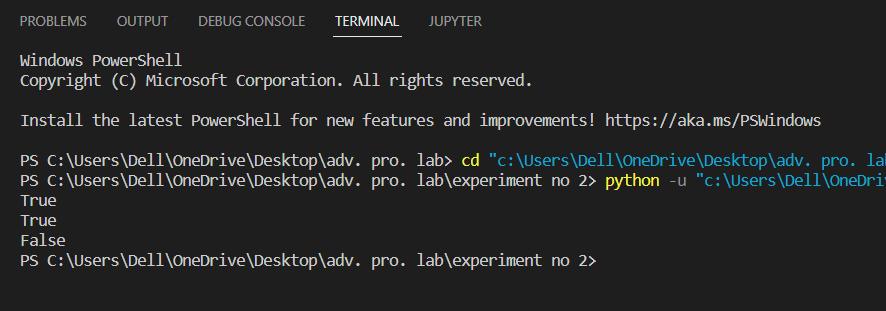 PROBLEMS OUTPUT DEBUG CONSOLE TERMINAL JUPYTER
Windows PowerShell
Copyright (C) Microsoft Corporation. All rights reserved.
Install the latest PowerShell for new features and improvements! https://aka.ms/PSWindows
PS C:\Users\Dell\OneDrive\Desktop\adv. pro. lab> cd "c:\Users\Dell\OneDrive\Desktop\adv. pro. lab
PS C:\Users\Dell\OneDrive\Desktop\adv. pro. lab\experiment no 2> python -u "c:\Users\Dell\OneDriv
True
True
False
PS C:\Users\Dell\OneDrive\Desktop\adv. pro. lab\experiment no 2>